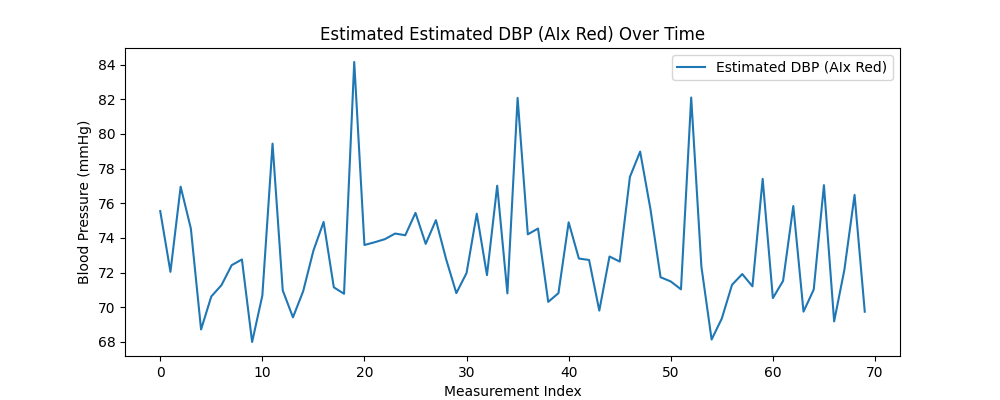 Estimated Estimated DBP (AIx Red) Over Time
Estimated DBP (AIx Red)
Blood Pressure (mmHg)
84
82
80
78
76
74
72
70
68
0 10 20 30 40 50 60 70
Measurement Index